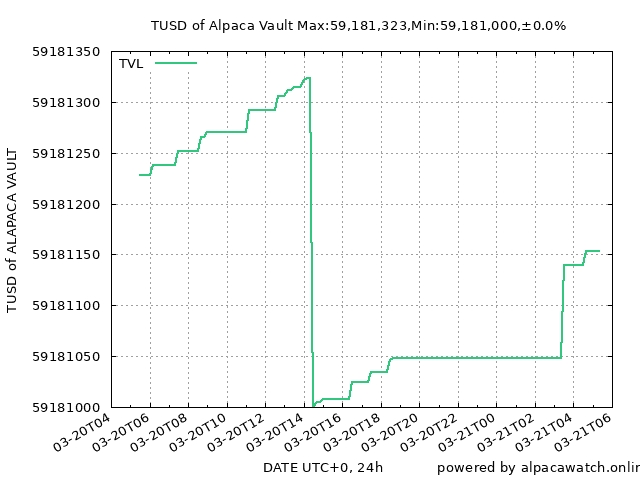 TUSD of Alpaca Vault Max:59,181,323,Min:59,181,000,±0.0%
TVL
59181350
59181300
59181250
59181200
59181150
59181100
59181050
59181000
TUSD of ALAPACA VAULT
03-20T04
03-20T06
03-20T08
03-20T10
03-20T12
03-20T14
03-20T16
03-20T18
03-20T20
03-20T22
03-21T00
03-21T02
03-21T04
03-21T06
DATE UTC+0, 24h
powered by alpacawatch.onlin